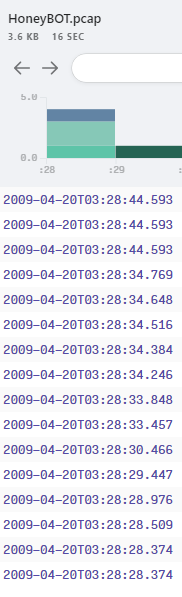 HoneyBOT.pcap
3.6 KB 16 SEC
5.0
0.0
:28 :29
2009-04-20T03:28:44.593
2009-04-20T03:28:44.593
2009-04-20T03:28:44.593
2009-04-20T03:28:34.769
2009-04-20T03:28:34.648
2009-04-20T03:28:34.516
2009-04-20T03:28:34.384
2009-04-20T03:28:34.246
2009-04-20T03:28:33.848
2009-04-20T03:28:33.457
2009-04-20T03:28:30.466
2009-04-20T03:28:29.447
2009-04-20T03:28:28.976
2009-04-20T03:28:28.509
2009-04-20T03:28:28.374
2009-04-20T03:28:28.374